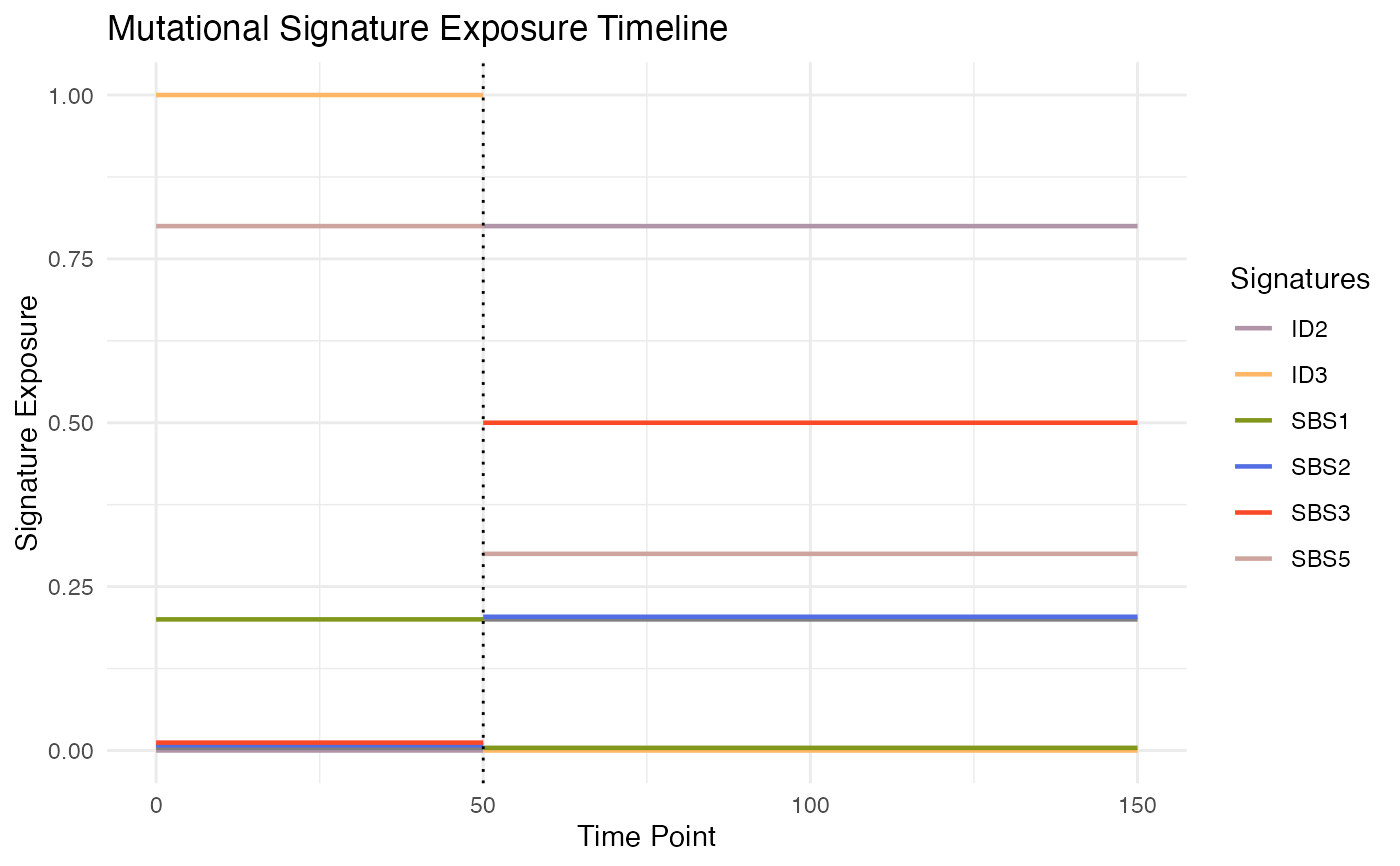 Mutational Signature Exposure Timeline
1.00
0.75
0.50
0.25
0.00
Signature Exposure
0
50
100
150
Time Point
Signatures
ID2
ID3
SBS1
SBS2
SBS3
SBS5